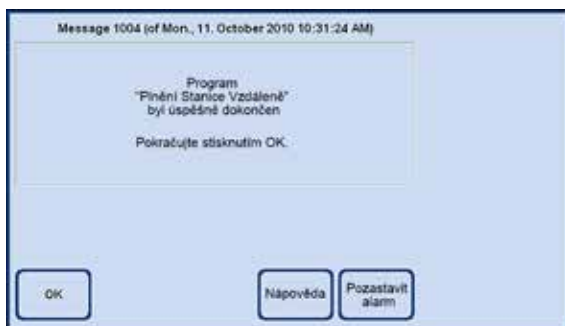 Message 1004 (of Mon., 11. October 2010 10:31:24 AM)
Program
"Plnění Stanice Vzdáleně"
byl úspěšně dokončen
Pokračujte stisknutím OK.
OK
Nápověda
Pozastavit
alarm